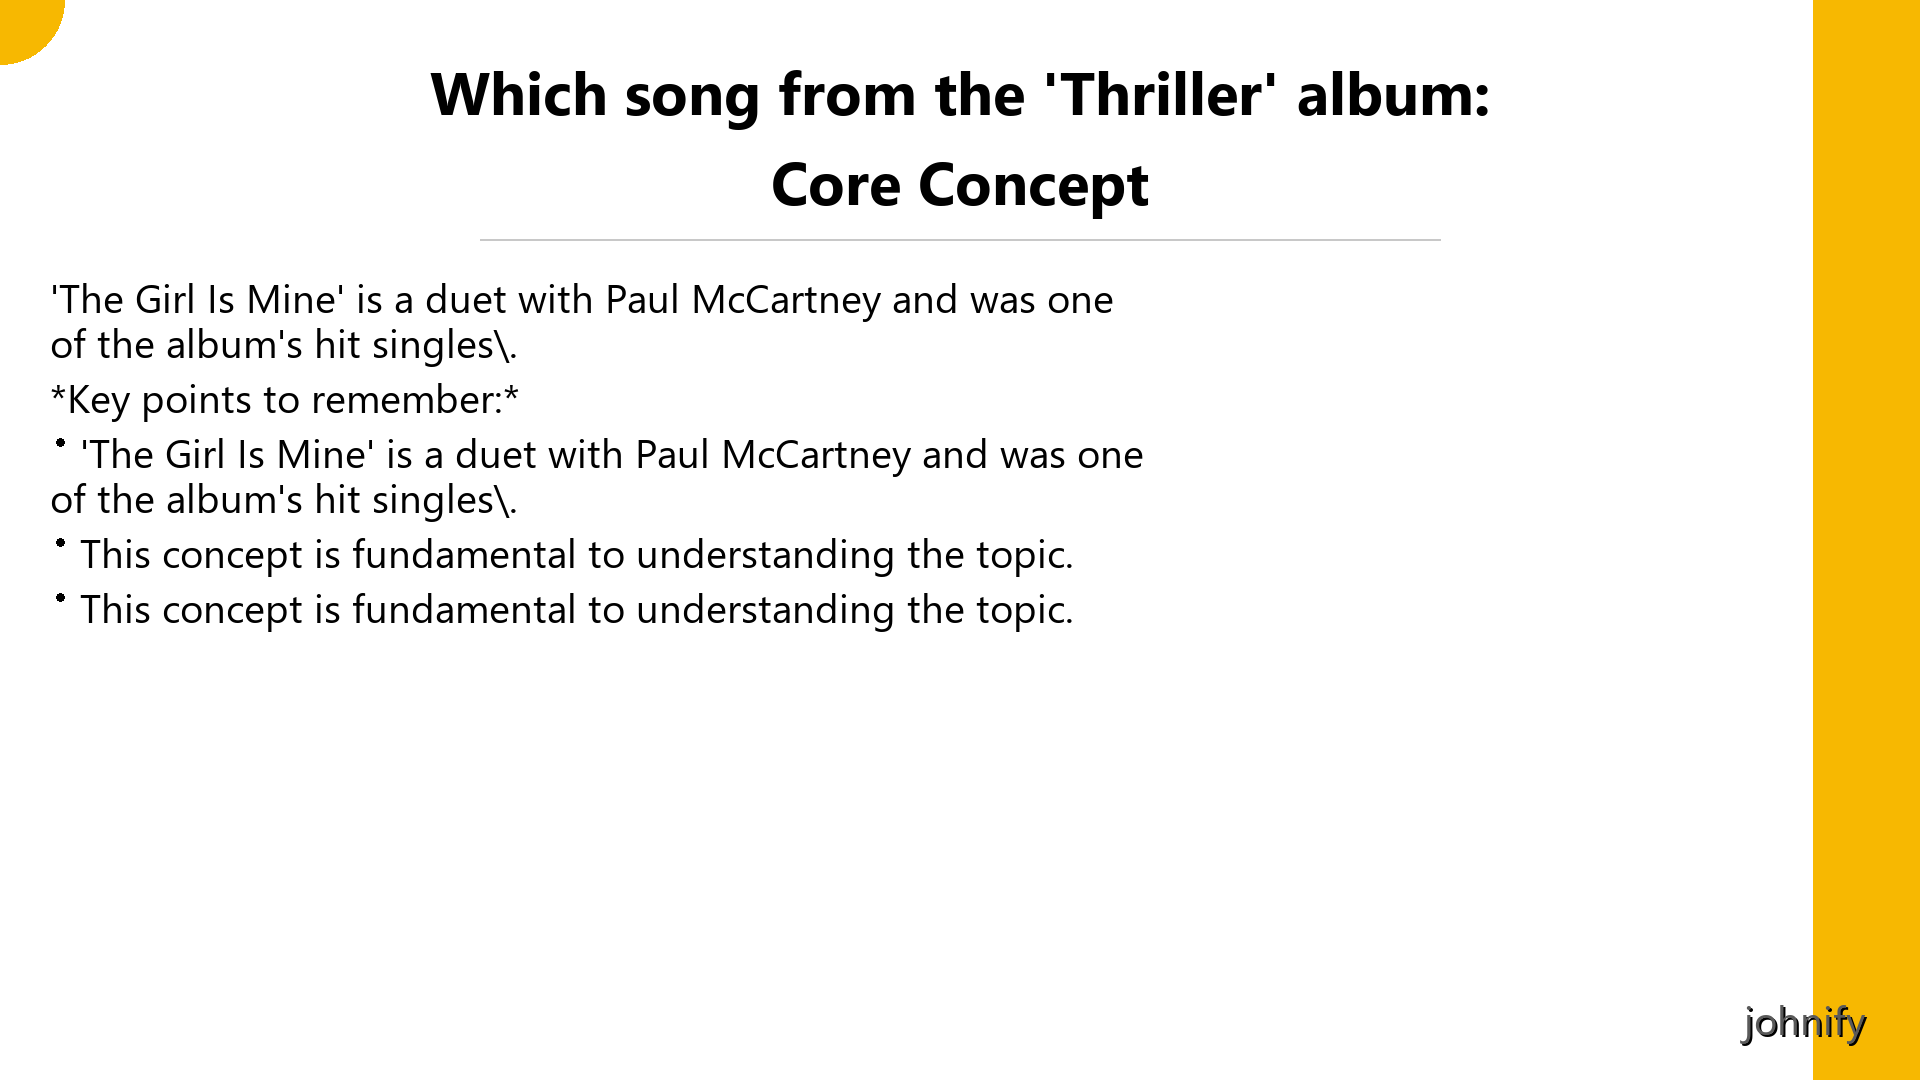 Which song from the 'Thriller' album:
Core Concept
'The Girl Is Mine' is a duet with Paul McCartney and was one
of the album's hit singles\.
*Key points to remember:*
• 'The Girl Is Mine' is a duet with Paul McCartney and was one
of the album's hit singles\.
• This concept is fundamental to understanding the topic.
• This concept is fundamental to understanding the topic.
johnify